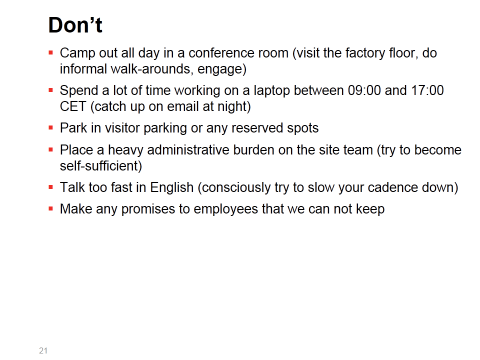 Don't
▪ Camp out all day in a conference room (visit the factory floor, do
informal walk-arounds, engage)
▪ Spend a lot of time working on a laptop between 09:00 and 17:00
CET (catch up on email at night)
▪ Park in visitor parking or any reserved spots
▪ Place a heavy administrative burden on the site team (try to become
self-sufficient)
▪ Talk too fast in English (consciously try to slow your cadence down)
▪ Make any promises to employees that we can not keep
21